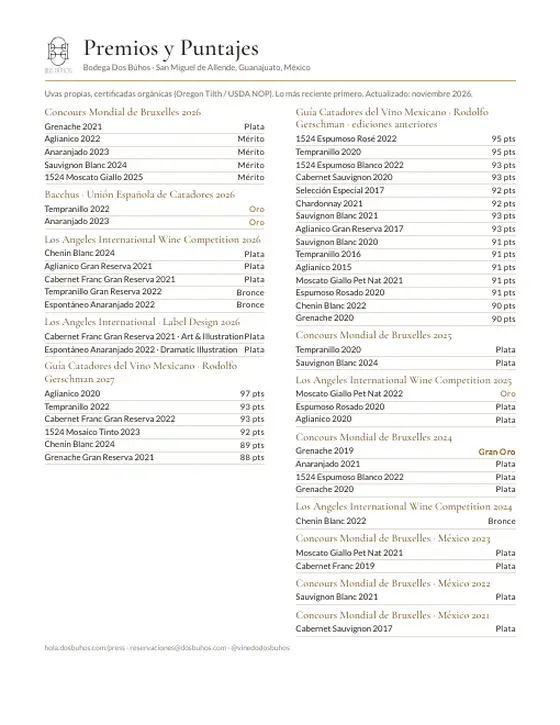 Premios y Puntajes
Bodega Dos Búhos · San Miguel de Allende, Guanajuato, México
DOS BÚHOS
Uvas propias, certificadas orgánicas (Oregon Tilth / USDA NOP). Lo más reciente primero. Actualizado: noviembre 2026.
Concours Mondial de Bruxelles 2026
Grenache 2021 Plata
Aglianico 2022 Mérito
Anaranjado 2023 Mérito
Sauvignon Blanc 2024 Mérito
1524 Moscato Giallo 2025 Mérito
Bacchus · Unión Española de Catadores 2026
Tempranillo 2022 Oro
Anaranjado 2023 Oro
Los Angeles International Wine Competition 2026
Chenin Blanc 2024 Plata
Aglianico Gran Reserva 2021 Plata
Cabernet Franc Gran Reserva 2021 Plata
Tempranillo Gran Reserva 2022 Bronce
Espontáneo Anaranjado 2022 Bronce
Los Angeles International · Label Design 2026
Cabernet Franc Gran Reserva 2021 · Art & Illustration Plata
Espontáneo Anaranjado 2022 · Dramatic Illustration Plata
Guía Catadores del Vino Mexicano · Rodolfo
Gerschman 2027
Aglianico 2020 97 pts
Tempranillo 2022 93 pts
Cabernet Franc Gran Reserva 2022 93 pts
1524 Mosaico Tinto 2023 92 pts
Chenin Blanc 2024 89 pts
Grenache Gran Reserva 2021 88 pts
Guía Catadores del Vino Mexicano · Rodolfo
Gerschman · ediciones anteriores
1524 Espumoso Rosé 2022 95 pts
Tempranillo 2020 95 pts
1524 Espumoso Blanco 2022 93 pts
Cabernet Sauvignon 2020 93 pts
Selección Especial 2017 92 pts
Chardonnay 2021 92 pts
Sauvignon Blanc 2021 93 pts
Aglianico Gran Reserva 2017 93 pts
Sauvignon Blanc 2020 91 pts
Tempranillo 2016 91 pts
Aglianico 2015 91 pts
Moscato Giallo Pet Nat 2021 91 pts
Espumoso Rosado 2020 91 pts
Chenin Blanc 2022 90 pts
Grenache 2020 90 pts
Concours Mondial de Bruxelles 2025
Tempranillo 2020 Plata
Sauvignon Blanc 2024 Plata
Los Angeles International Wine Competition 2025
Moscato Giallo Pet Nat 2022 Oro
Espumoso Rosado 2020 Plata
Aglianico 2020 Plata
Concours Mondial de Bruxelles 2024
Grenache 2019 Gran Oro
Anaranjado 2021 Plata
1524 Espumoso Blanco 2022 Plata
Grenache 2020 Plata
Los Angeles International Wine Competition 2024
Chenin Blanc 2022 Bronce
Concours Mondial de Bruxelles · México 2023
Moscato Giallo Pet Nat 2021 Plata
Cabernet Franc 2019 Plata
Concours Mondial de Bruxelles · México 2022
Sauvignon Blanc 2021 Plata
Concours Mondial de Bruxelles · México 2021
Cabernet Sauvignon 2017 Plata
hola.dosbuhos.com/press · reservaciones@dosbuhos.com · @vinedodosbuhos